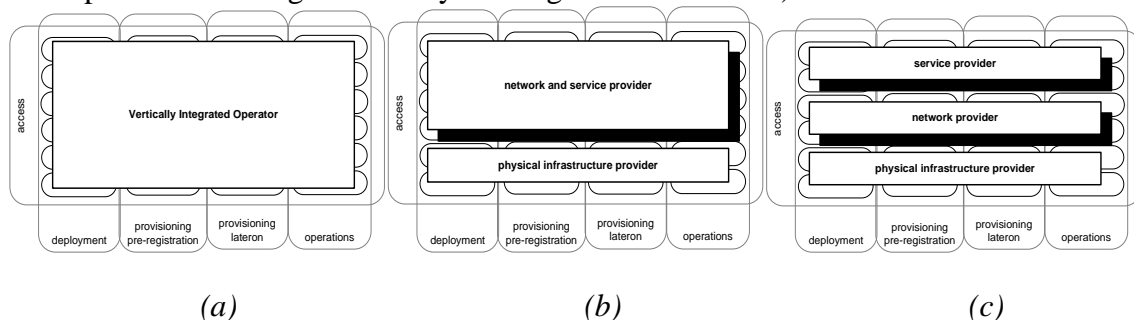 access
Vertically Integrated Operator
deployment
provisioning
pre-registration
provisioning
lateron
operations
(a)
access
network and service provider
physical infrastructure provider
deployment
provisioning
pre-registration
provisioning
lateron
operations
(b)
access
service provider
network provider
physical infrastructure provider
deployment
provisioning
pre-registration
provisioning
lateron
operations
(c)